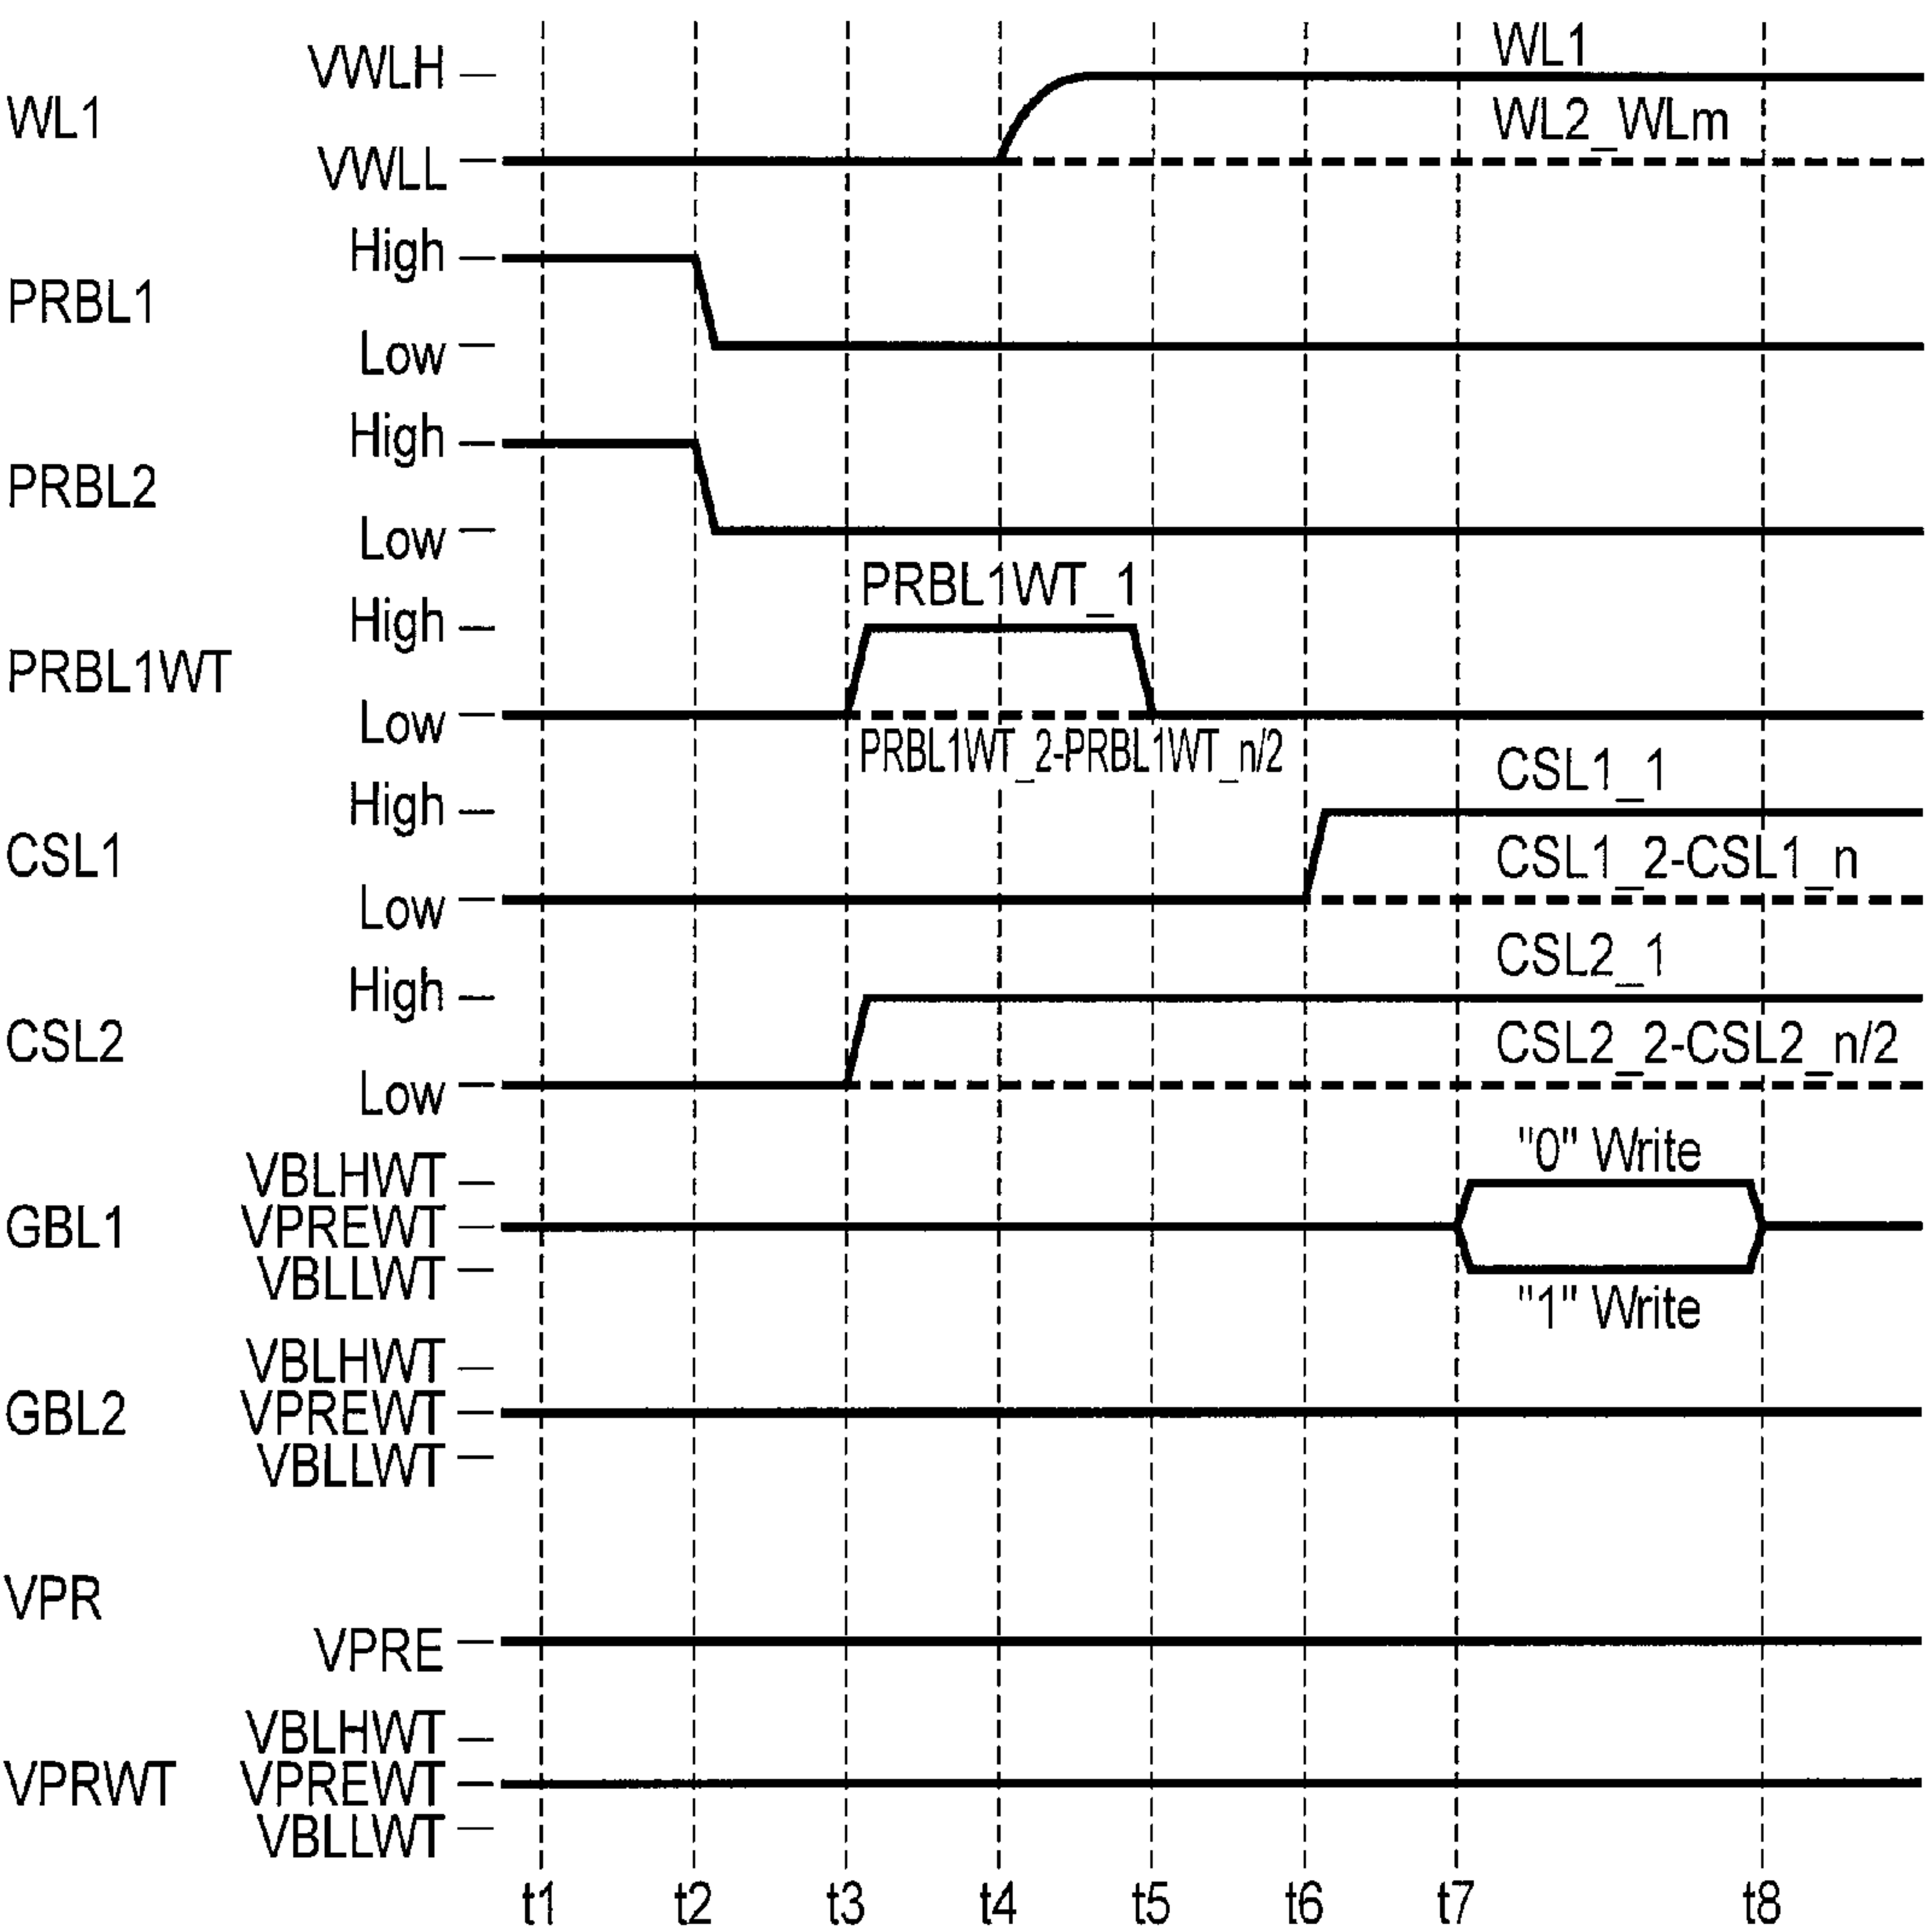 VWLH
WL1
WL1
WL2_WLm
VWLL
High
PRBL1
Low
High
PRBL2
Low
PRBL1WT_1
High
PRBL1WT
Low
PRBL1WT_2-PRBL1WT_n/2
CSL1_1
High
CSL1
CSL1_2-CSL1_n
Low
CSL2_1
High
CSL2
CSL2_2-CSL2_n/2
Low
"0" Write
VBLHWT
GBL1
VPREWT
VBLLWT
"1" Write
VBLHWT
GBL2
VPREWT
VBLLWT
VPR
VPRE
VBLHWT
VPRWT
VPREWT
VBLLWT
t1 t2 t3 t4 t5 t6 t7 t8